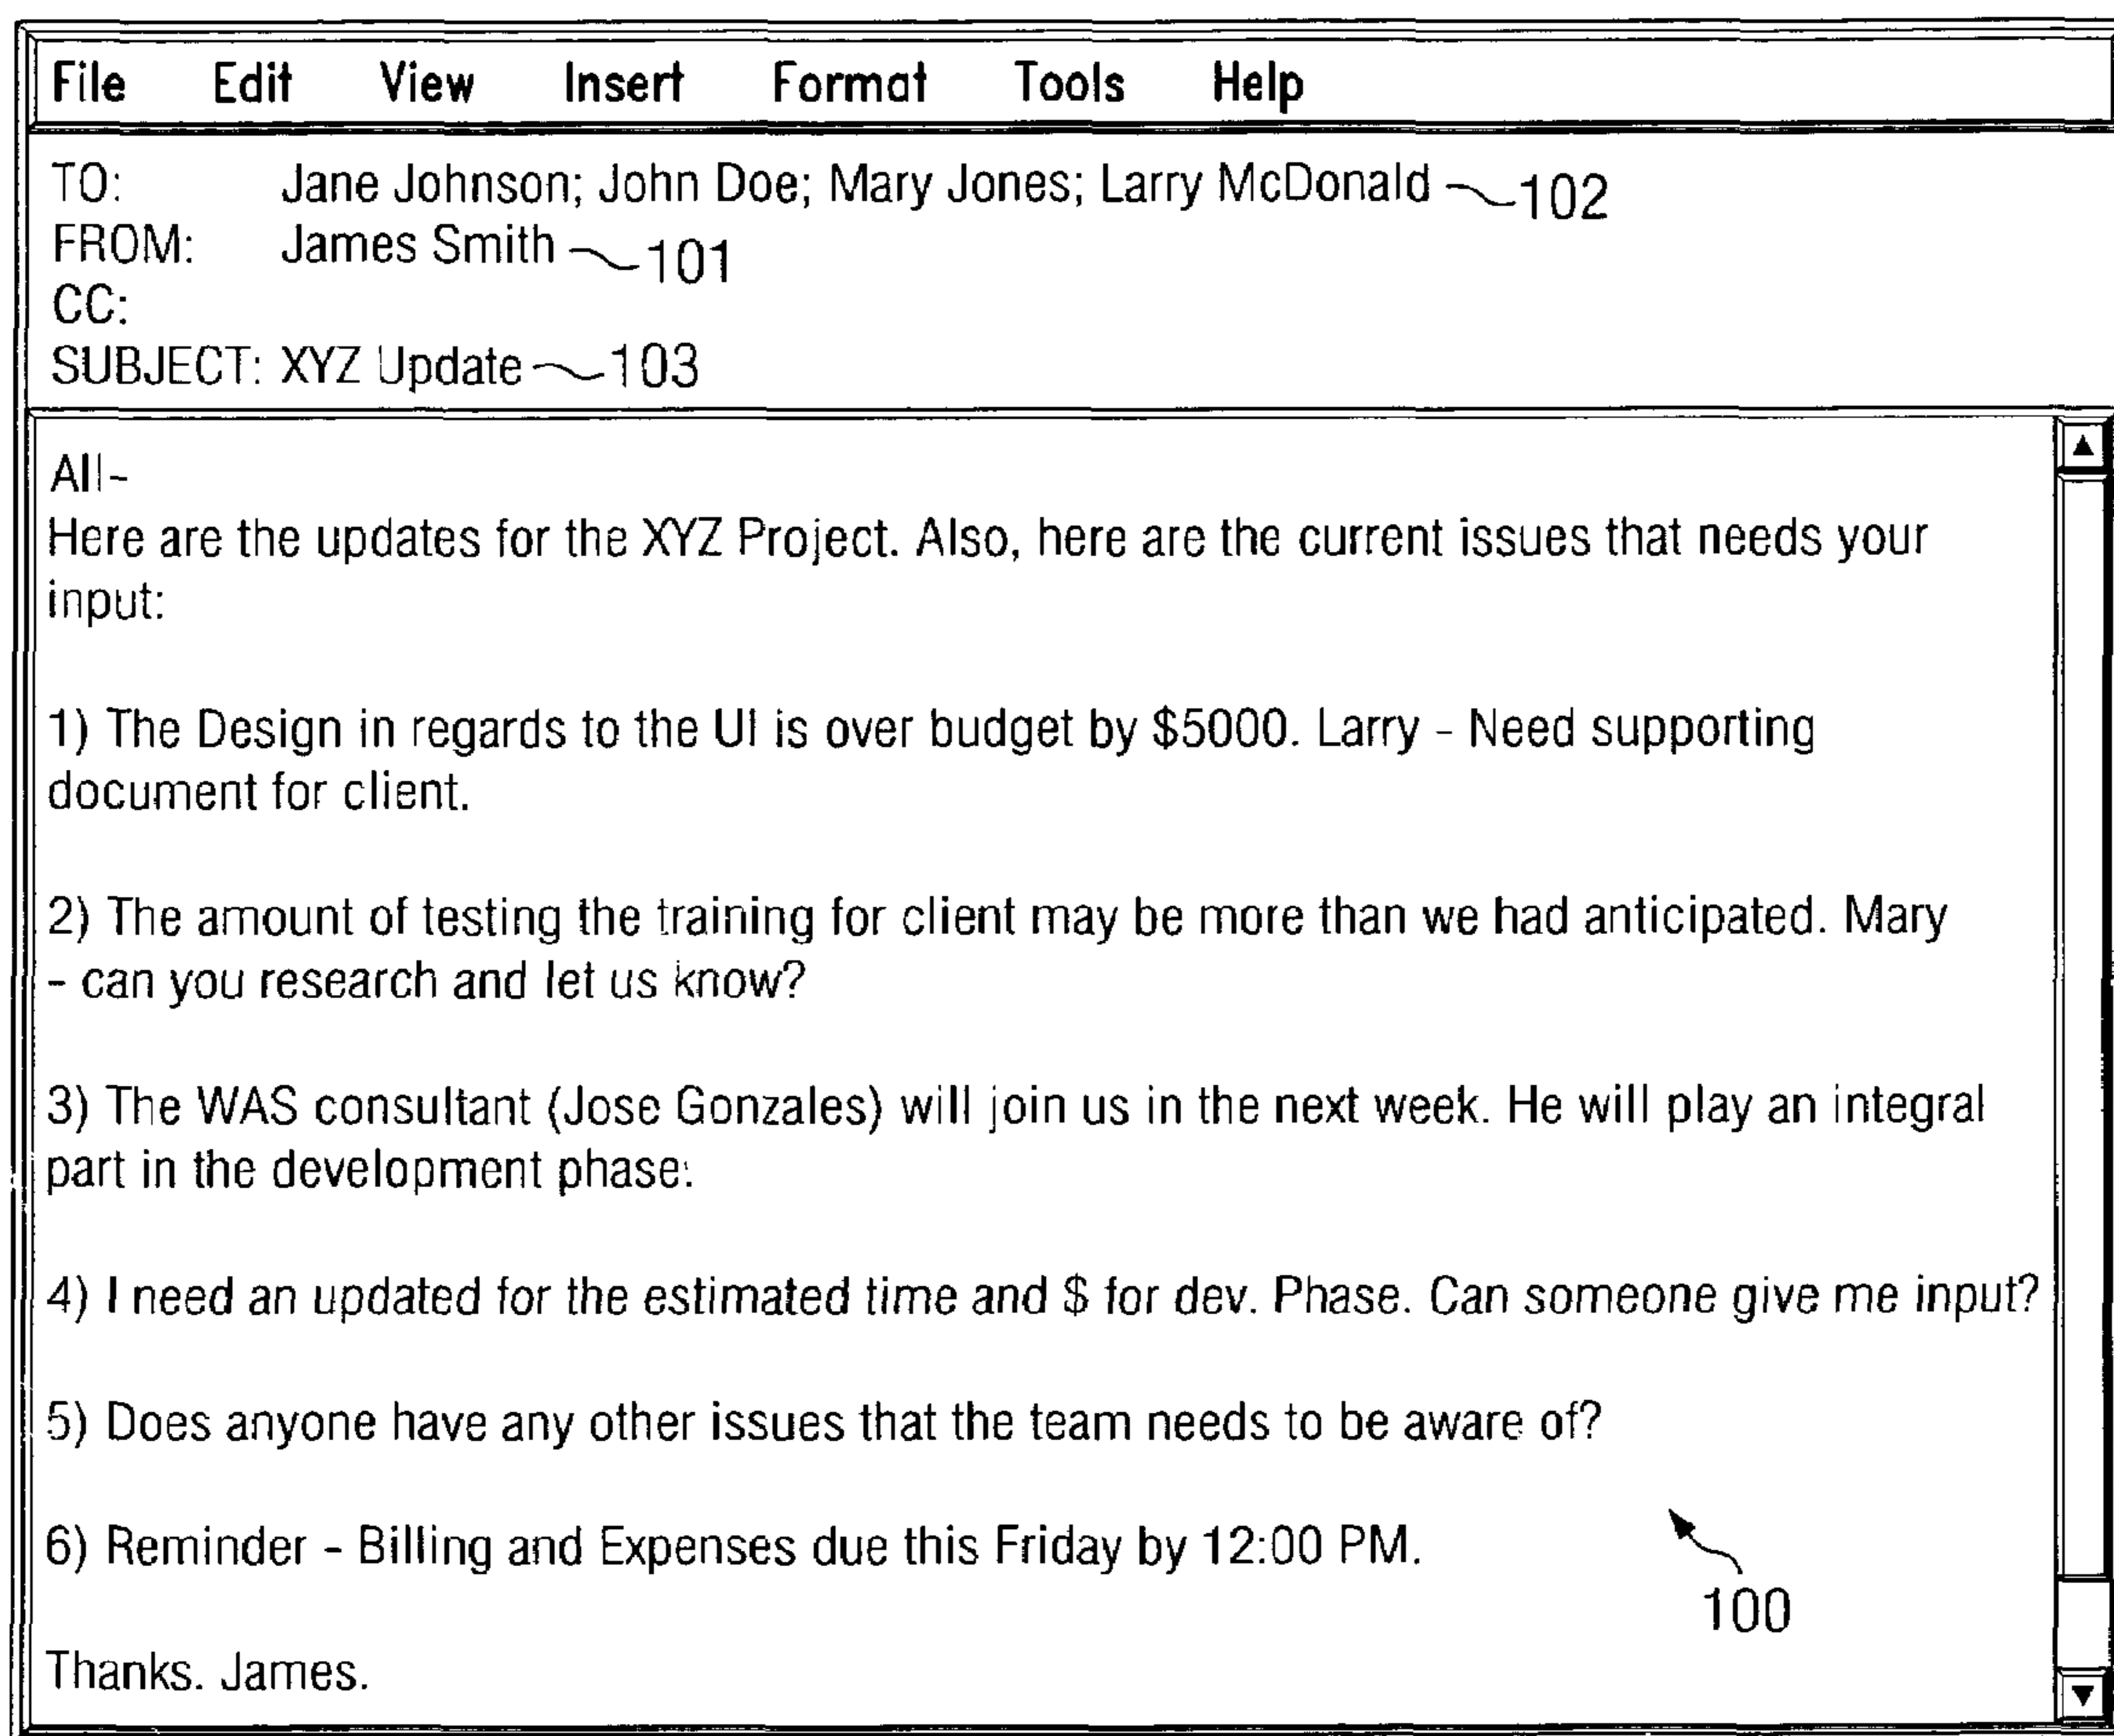 File Edit View Insert Format Tools Help
TO: Jane Johnson; John Doe; Mary Jones; Larry McDonald 102
FROM: James Smith 101
CC:
SUBJECT: XYZ Update 103
All-
Here are the updates for the XYZ Project. Also, here are the current issues that needs your
input:
1) The Design in regards to the UI is over budget by $5000. Larry - Need supporting
document for client.
2) The amount of testing the training for client may be more than we had anticipated. Mary
- can you research and let us know?
3) The WAS consultant (Jose Gonzales) will join us in the next week. He will play an integral
part in the development phase.
4) I need an updated for the estimated time and $ for dev. Phase. Can someone give me input?
5) Does anyone have any other issues that the team needs to be aware of?
6) Reminder - Billing and Expenses due this Friday by 12:00 PM.
100
Thanks. James.